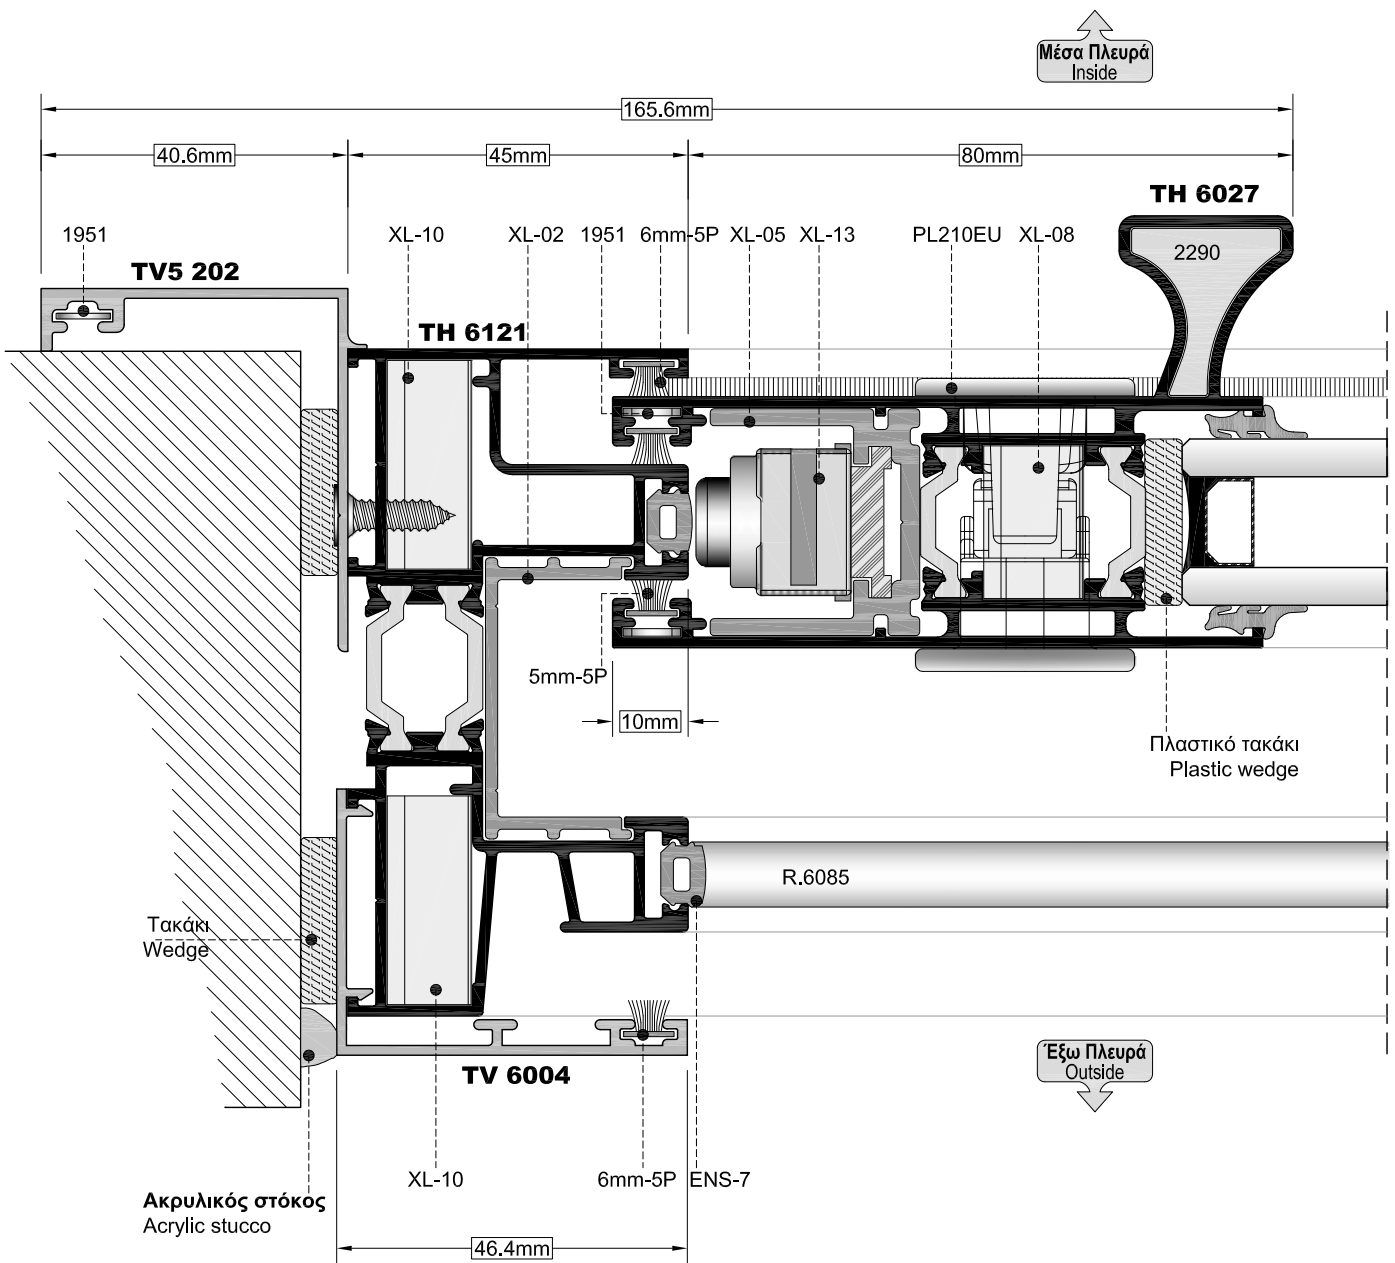 Μέσα Πλευρά
Inside
165.6mm
40.6mm
45mm
80mm
TH 6027
1951
XL-10
XL-02
1951
6mm-5P
XL-05
XL-13
PL210EU
XL-08
2290
TV5 202
TH 6121
5mm-5P
10mm
Πλαστικό τακάκι
Plastic wedge
R.6085
Τακάκι
Wedge
Έξω Πλευρά
Outside
TV 6004
XL-10
6mm-5P
ENS-7
Ακρυλικός στόκος
Acrylic stucco
46.4mm